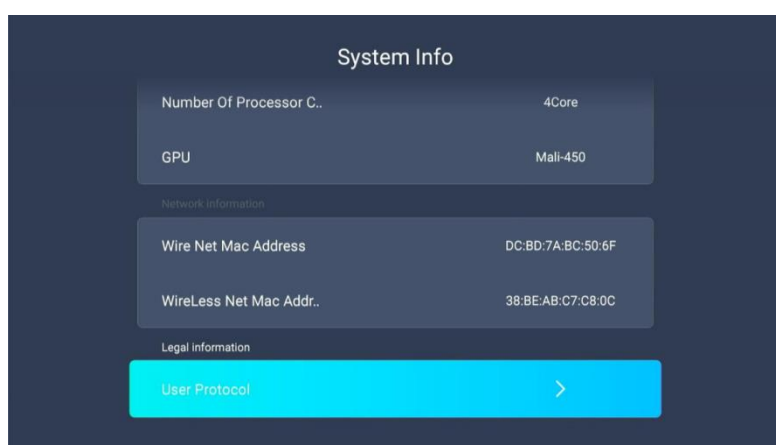 System Info
Number Of Processor C.. 4Core
GPU Mali-450
Network information
Wire Net Mac Address DC:BD:7A:BC:50:6F
WireLess Net Mac Addr.. 38:BE:AB:C7:C8:0C
Legal information
User Protocol